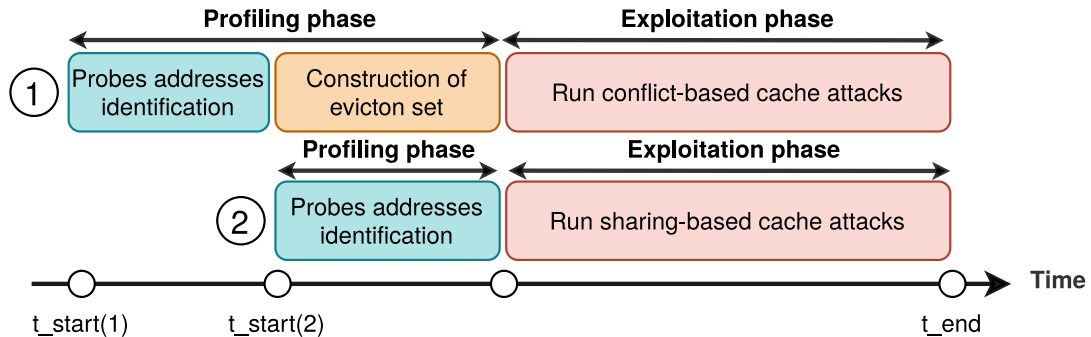 Profiling phase
Exploitation phase
1
Probes addresses
identification
Construction of
evicton set
Run conflict-based cache attacks
Profiling phase
Exploitation phase
2
Probes addresses
identification
Run sharing-based cache attacks
Time
t_start(1)
t_start(2)
t_end